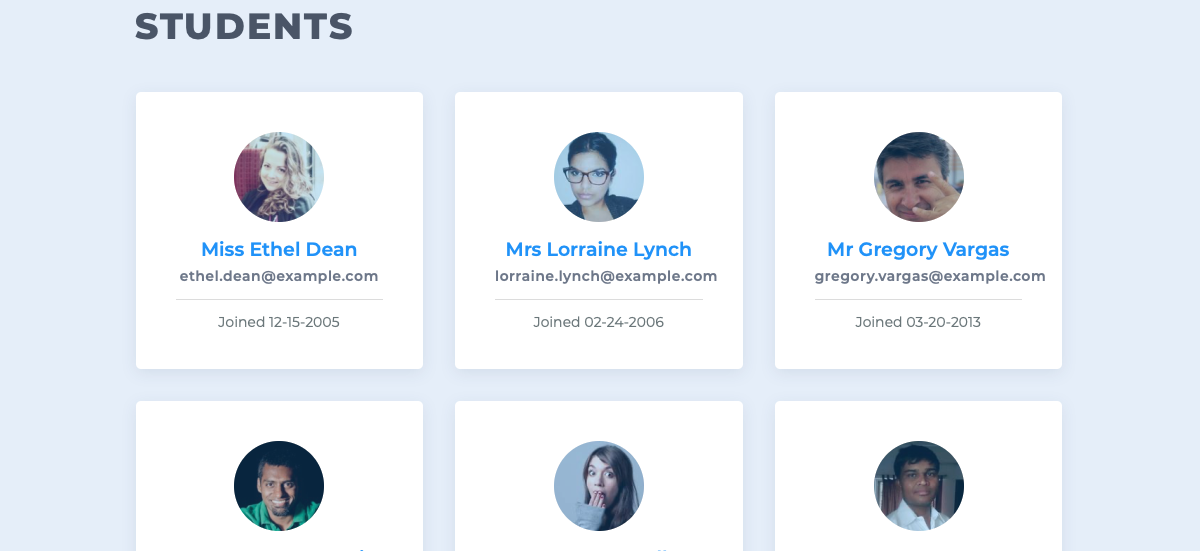 STUDENTS
Miss Ethel Dean
ethel.dean@example.com
Joined 12-15-2005
Mrs Lorraine Lynch
lorraine.lynch@example.com
Joined 02-24-2006
Mr Gregory Vargas
gregory.vargas@example.com
Joined 03-20-2013